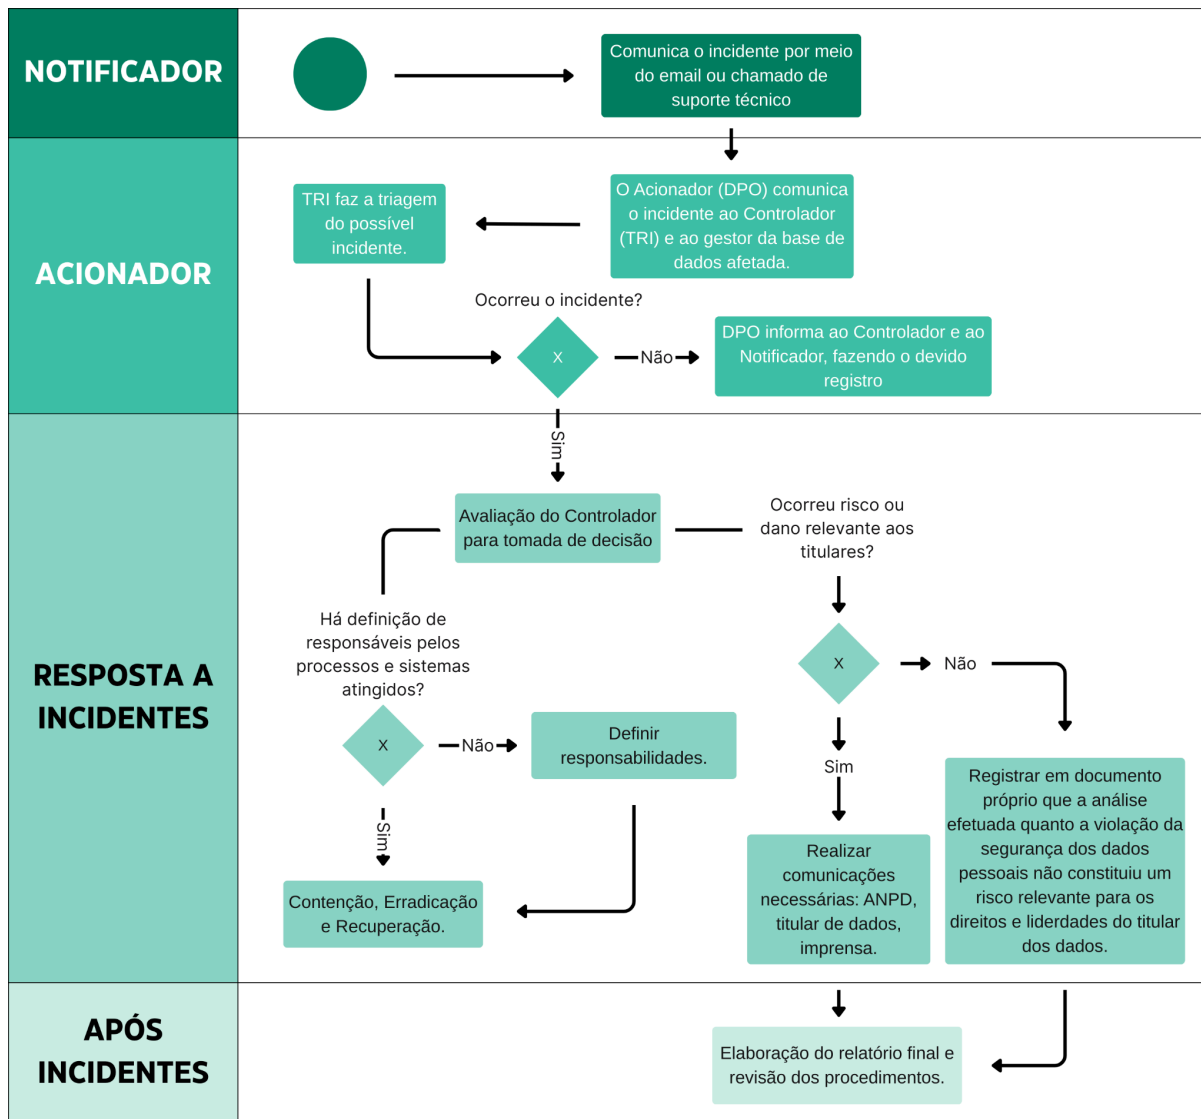 NOTIFICADOR
Comunica o incidente por meio
do email ou chamado de
suporte técnico
ACIONADOR
TRI faz a triagem
do possível
incidente.
O Acionador (DPO) comunica
o incidente ao Controlador
(TRI) e ao gestor da base de
dados afetada.
Ocorreu o incidente?
X
Não
DPO informa ao Controlador e ao
Notificador, fazendo o devido
registro
Sim
RESPOSTA A
INCIDENTES
Avaliação do Controlador
para tomada de decisão
Ocorreu risco ou
dano relevante aos
titulares?
Há definição de
responsáveis pelos
processos e sistemas
atingidos?
X
Não
Definir
responsabilidades.
Sim
Contenção, Erradicação
e Recuperação.
X
Não
Sim
Realizar
comunicações
necessárias: ANPD,
titular de dados,
imprensa.
Registrar em documento
próprio que a análise
efetuada quanto a violação da
segurança dos dados
pessoais não constituiu um
risco relevante para os
direitos e liderdades do titular
dos dados.
APÓS
INCIDENTES
Elaboração do relatório final e
revisão dos procedimentos.